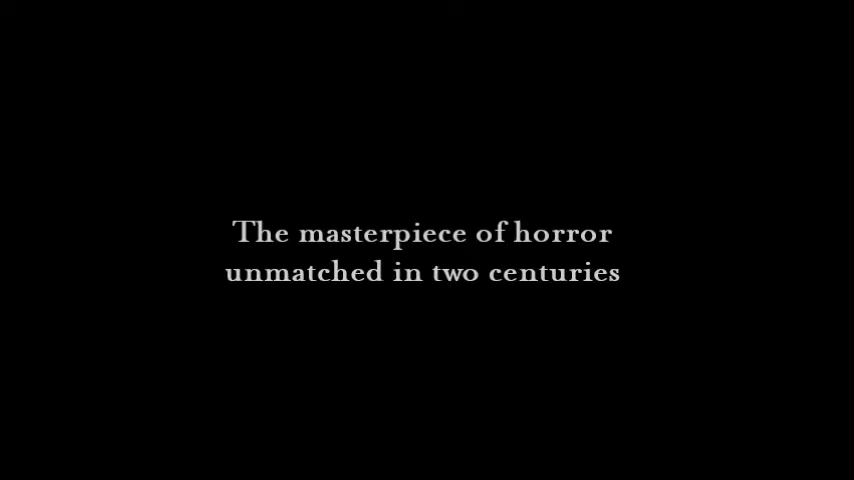 The masterpiece of horror
unmatched in two centuries